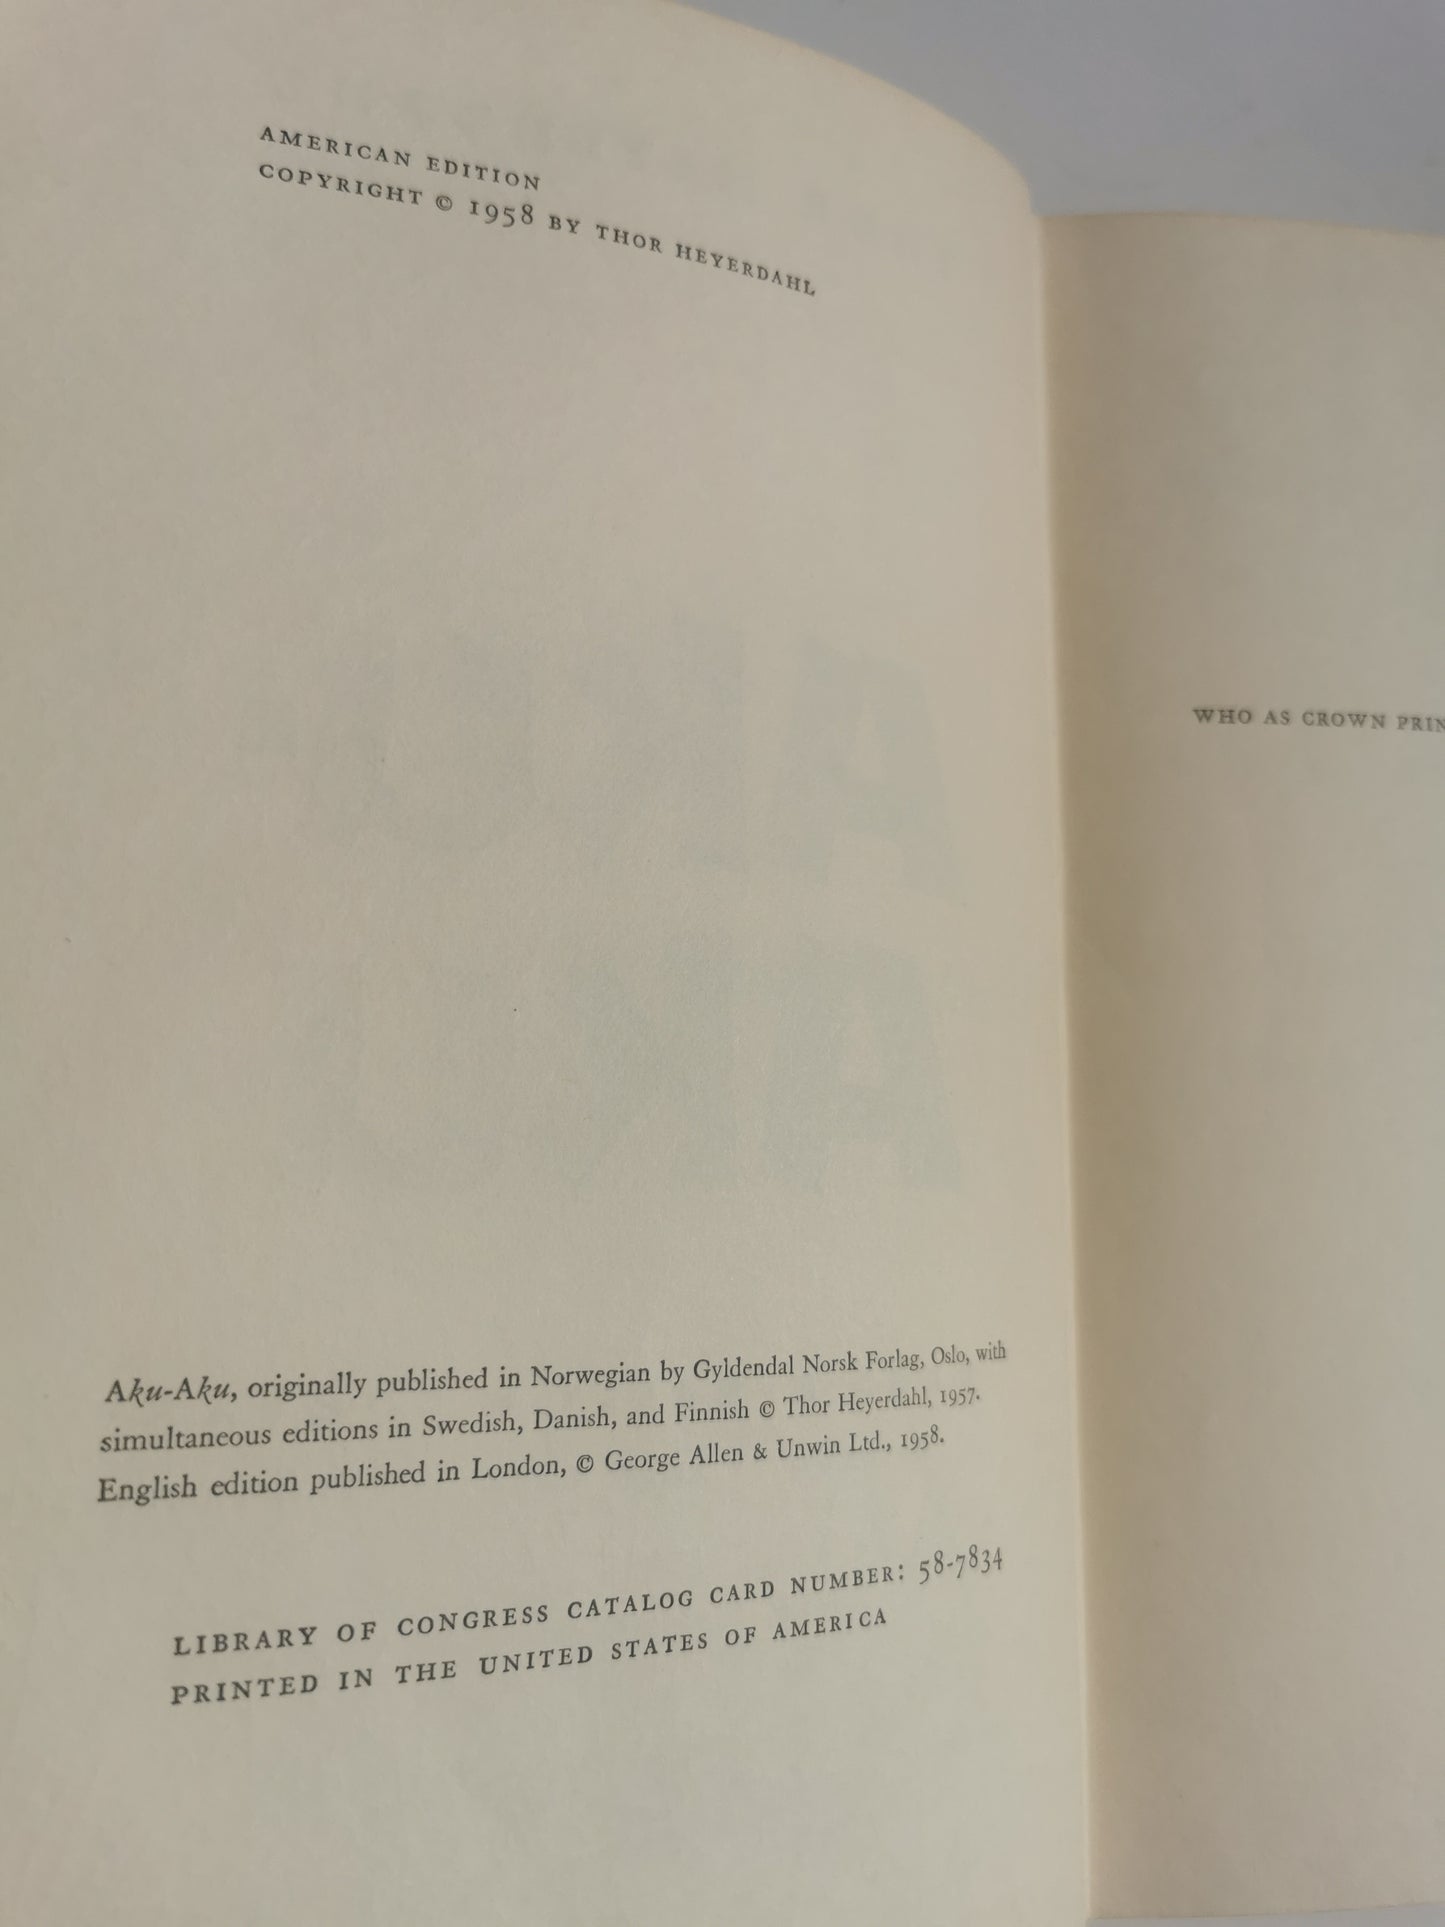 AMERICAN EDITION
COPYRIGHT © 1958 BY THOR HEYERDAHL
WHO AS CROWN
Aku-Aku, originally published in Norwegian by Gyldendal Norsk Forlag, Oslo, with
simultaneous editions in Swedish, Danish, and Finnish © Thor Heyerdahl, 1957.
English edition published in London, © George Allen & Unwin Ltd., 1958.
LIBRARY OF CONGRESS CATALOG CARD NUMBER: 58-7834
PRINTED IN THE UNITED STATES OF AMERICA